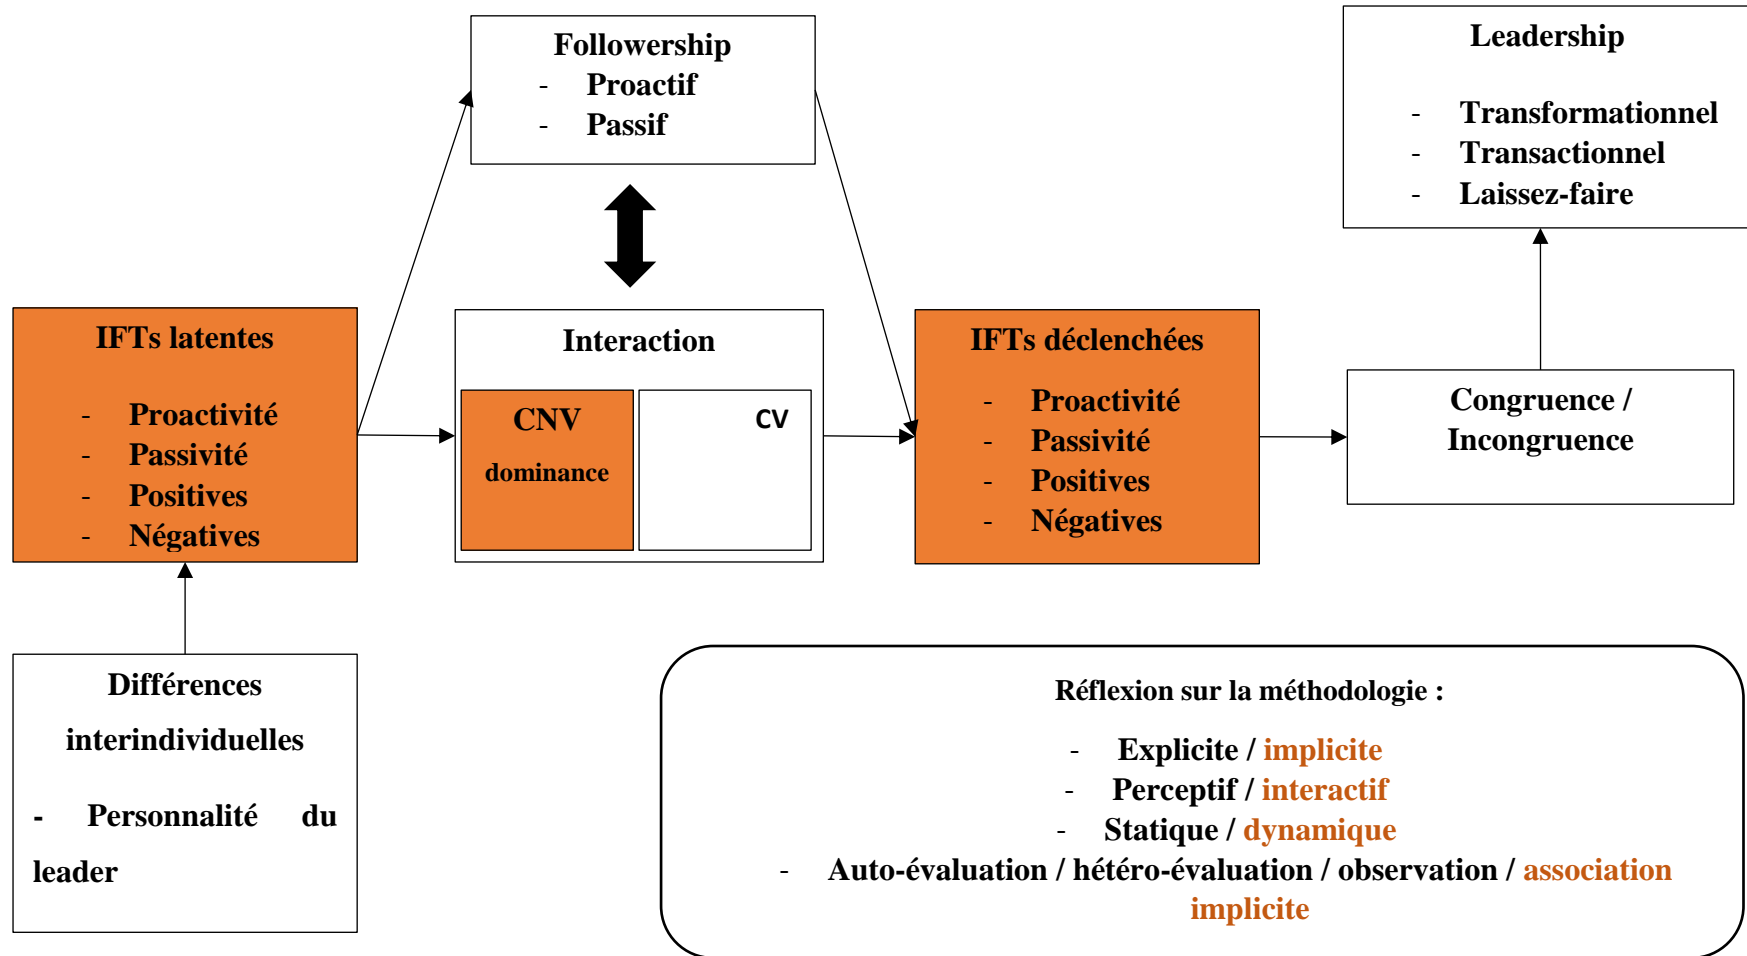 Followership
- Proactif
- Passif
Leadership
- Transformationnel
- Transactionnel
- Laissez-faire
IFTs latentes
- Proactivité
- Passivité
- Positives
- Négatives
Interaction
CNV
dominance
CV
IFTs déclenchées
- Proactivité
- Passivité
- Positives
- Négatives
Congruence /
Incongruence
Différences
interindividuelles
- Personnalité du
leader
Réflexion sur la méthodologie :
- Explicite / implicite
- Perceptif / interactif
- Statique / dynamique
- Auto-évaluation / hétéro-évaluation / observation / association
implicite